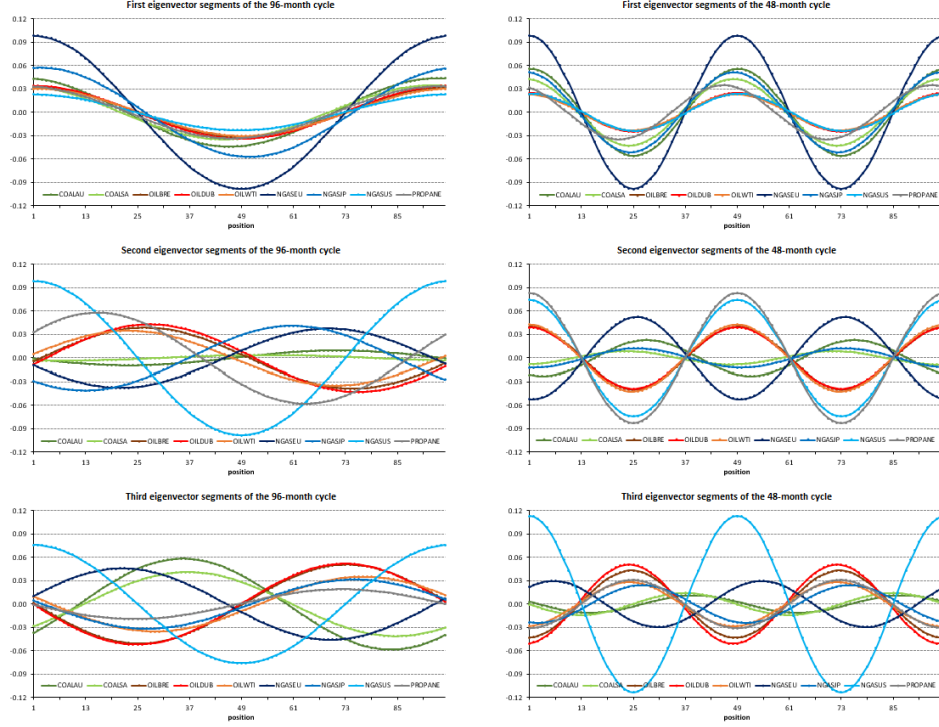 First eigenvector segments of the 96-month cycle
0.12
0.09
0.06
0.03
0.00
-0.03
-0.06
-0.09
-0.12
COALAU COALSA OILBRE OILDUB OILWTI NGASEU NGASJP NGASUS PROPANE
1 13 25 37 49 61 73 85
position
First eigenvector segments of the 48-month cycle
0.12
0.09
0.06
0.03
0.00
-0.03
-0.06
-0.09
-0.12
COALAU COALSA OILBRE OILDUB OILWTI NGASEU NGASJP NGASUS PROPANE
1 13 25 37 49 61 73 85
position
Second eigenvector segments of the 96-month cycle
0.12
0.09
0.06
0.03
0.00
-0.03
-0.06
-0.09
-0.12
COALAU COALSA OILBRE OILDUB OILWTI NGASEU NGASJP NGASUS PROPANE
1 13 25 37 49 61 73 85
position
Second eigenvector segments of the 48-month cycle
0.12
0.09
0.06
0.03
0.00
-0.03
-0.06
-0.09
-0.12
COALAU COALSA OILBRE OILDUB OILWTI NGASEU NGASJP NGASUS PROPANE
1 13 25 37 49 61 73 85
position
Third eigenvector segments of the 96-month cycle
0.12
0.09
0.06
0.03
0.00
-0.03
-0.06
-0.09
-0.12
COALAU COALSA OILBRE OILDUB OILWTI NGASEU NGASJP NGASUS PROPANE
1 13 25 37 49 61 73 85
position
Third eigenvector segments of the 48-month cycle
0.12
0.09
0.06
0.03
0.00
-0.03
-0.06
-0.09
-0.12
COALAU COALSA OILBRE OILDUB OILWTI NGASEU NGASJP NGASUS PROPANE
1 13 25 37 49 61 73 85
position